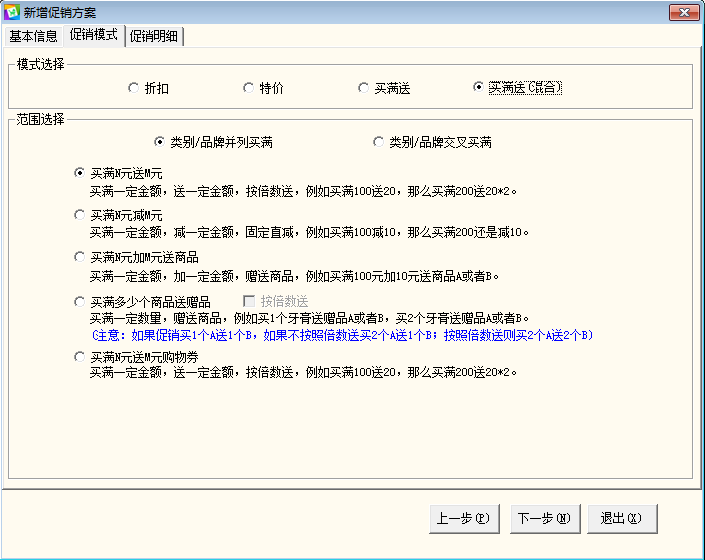 新增促销方案
基本信息 促销模式 促销明细
模式选择
折扣 特价 买满送 买满送(混合)
范围选择
类别/品牌并列买满 类别/品牌交叉买满
买满N元送M元
买满一定金额，送一定金额，按倍数送，例如买满100送20，那么买满200送20*2。
买满N元减M元
买满一定金额，减一定金额，固定直减，例如买满100减10，那么买满200还是减10。
买满N元加M元送商品
买满一定金额，加一定金额，赠送商品，例如买满100元加10元送商品A或者B。
买满多少个商品送赠品 按倍数送
买满一定数量，赠送商品，例如买1个牙膏送赠品A或者B，买2个牙膏送赠品A或者B。
(注意：如果促销买1个A送1个B，如果不按照倍数送买2个A送1个B；按照倍数送则买2个A送2个B)
买满N元送M元购物券
买满一定金额，送一定金额，按倍数送，例如买满100送20，那么买满200送20*2。
上一步(P) 下一步(N) 退出(X)